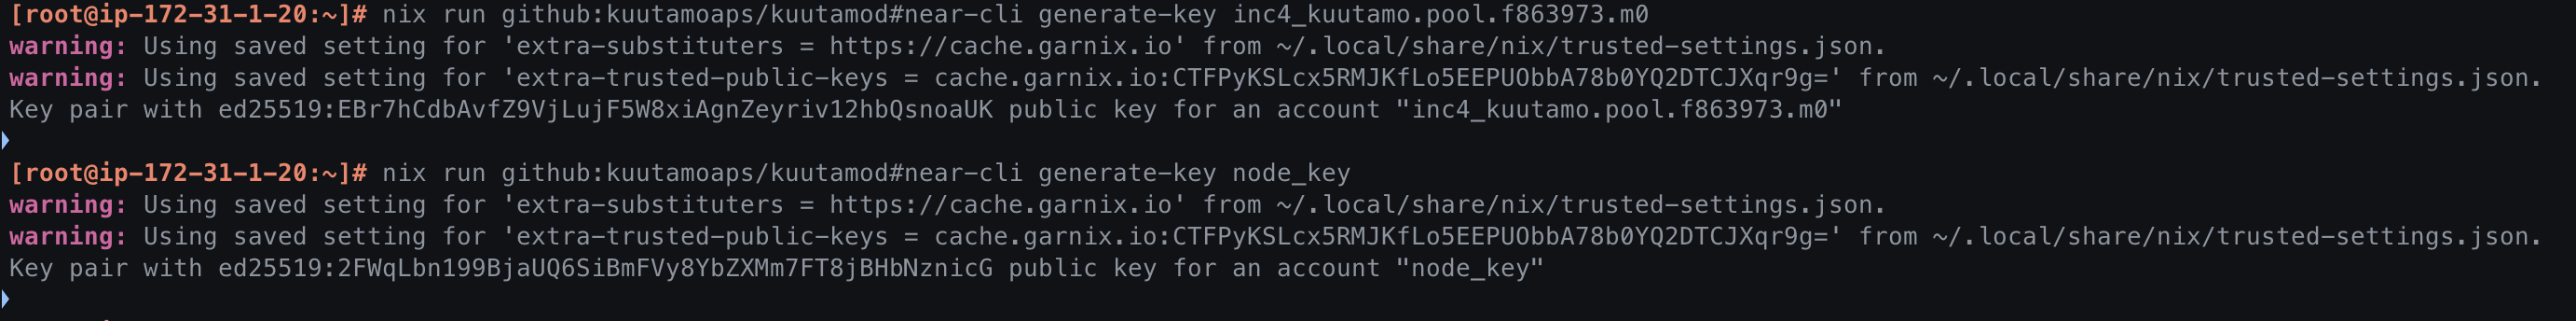 [root@ip-172-31-1-20:~]# nix run github:kuutamoaps/kuutamod#near-cli generate-key inc4_kuutamo.pool.f863973.m0
warning: Using saved setting for 'extra-substituters = https://cache.garnix.io' from ~/.local/share/nix/trusted-settings.json.
warning: Using saved setting for 'extra-trusted-public-keys = cache.garnix.io:CTFPyKSLcx5RMJKfLo5EEPUObbA78b0YQ2DTCJXqr9g=' from ~/.local/share/nix/trusted-settings.json.
Key pair with ed25519:EBr7hCdbAvfZ9VjLujF5W8xiAgnZeyriv12hbQsnoaUK public key for an account "inc4_kuutamo.pool.f863973.m0"
[root@ip-172-31-1-20:~]# nix run github:kuutamoaps/kuutamod#near-cli generate-key node_key
warning: Using saved setting for 'extra-substituters = https://cache.garnix.io' from ~/.local/share/nix/trusted-settings.json.
warning: Using saved setting for 'extra-trusted-public-keys = cache.garnix.io:CTFPyKSLcx5RMJKfLo5EEPUObbA78b0YQ2DTCJXqr9g=' from ~/.local/share/nix/trusted-settings.json.
Key pair with ed25519:2FWqLbn199BjaUQ6SiBmFVy8YbZXMm7FT8jBHbNznicG public key for an account "node_key"